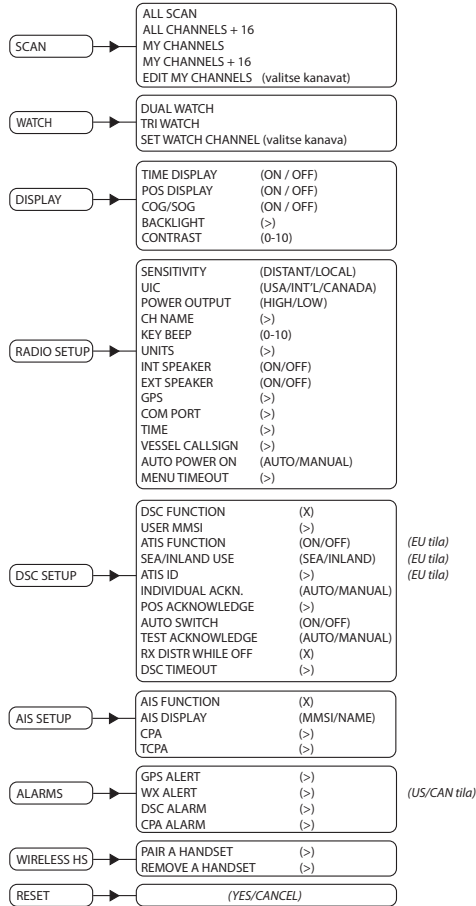 SCAN
ALL SCAN
ALL CHANNELS + 16
MY CHANNELS
MY CHANNELS + 16
EDIT MY CHANNELS (valitse kanavat)
WATCH
DUAL WATCH
TRI WATCH
SET WATCH CHANNEL (valitse kanava)
DISPLAY
TIME DISPLAY (ON / OFF)
POS DISPLAY (ON / OFF)
COG/SOG (ON / OFF)
BACKLIGHT (>)
CONTRAST (0-10)
RADIO SETUP
SENSITIVITY (DISTANT/LOCAL)
UIC (USA/INT'L/CANADA)
POWER OUTPUT (HIGH/LOW)
CH NAME (>)
KEY BEEP (0-10)
UNITS (>)
INT SPEAKER (ON/OFF)
EXT SPEAKER (ON/OFF)
GPS (>)
COM PORT (>)
TIME (>)
VESSEL CALLSIGN (>)
AUTO POWER ON (AUTO/MANUAL)
MENU TIMEOUT (>)
DSC SETUP
DSC FUNCTION (X)
USER MMSI (>)
ATIS FUNCTION (ON/OFF) (EU tila)
SEA/INLAND USE (SEA/INLAND) (EU tila)
ATIS ID (>) (EU tila)
INDIVIDUAL ACKN. (AUTO/MANUAL)
POS ACKNOWLEDGE (>)
AUTO SWITCH (ON/OFF)
TEST ACKNOWLEDGE (AUTO/MANUAL)
RX DISTR WHILE OFF (X)
DSC TIMEOUT (>)
AIS SETUP
AIS FUNCTION (X)
AIS DISPLAY (MMSI/NAME)
CPA (>)
TCPA (>)
ALARMS
GPS ALERT (>)
WX ALERT (>) (US/CAN tila)
DSC ALARM (>)
CPA ALARM (>)
WIRELESS HS
PAIR A HANDSET (>)
REMOVE A HANDSET (>)
RESET
(YES/CANCEL)